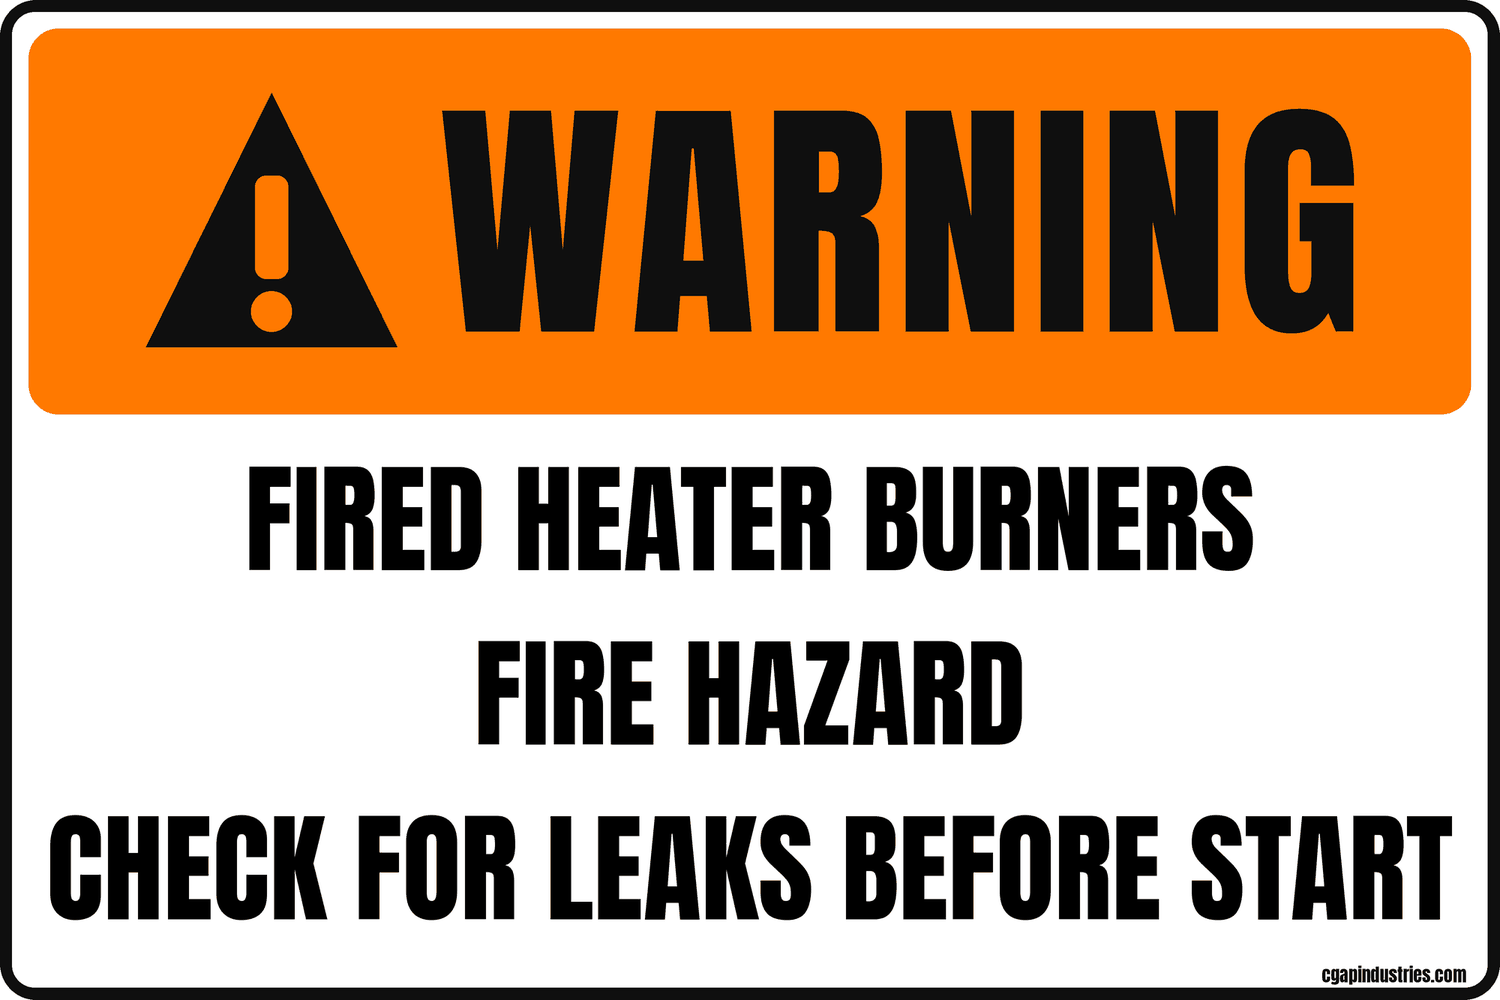 WARNING
FIRED HEATER BURNERS
FIRE HAZARD
CHECK FOR LEAKS BEFORE START
cgapindustries.com